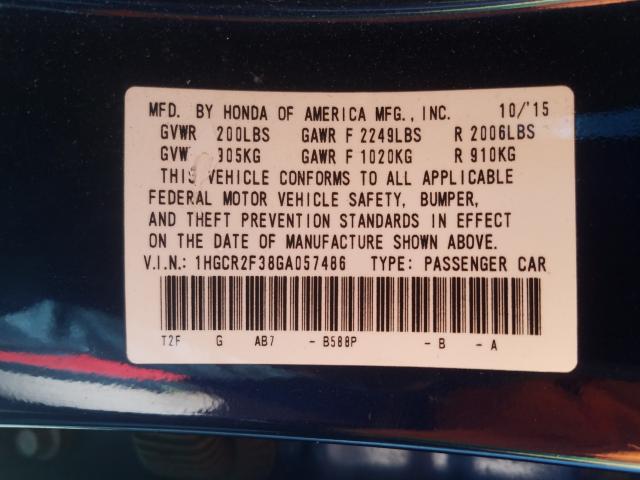 MFD. BY HONDA OF AMERICA MFG., INC. 10/'15
GVWR 200LBS GAWR F 2249LBS R 2006LBS
GVW 905KG GAWR F 1020KG R 910KG
THIS VEHICLE CONFORMS TO ALL APPLICABLE
FEDERAL MOTOR VEHICLE SAFETY, BUMPER,
AND THEFT PREVENTION STANDARDS IN EFFECT
ON THE DATE OF MANUFACTURE SHOWN ABOVE.
V.I.N.: 1HGCR2F38GA057486 TYPE: PASSENGER CAR
T2F G AB7 - B588P - B - A